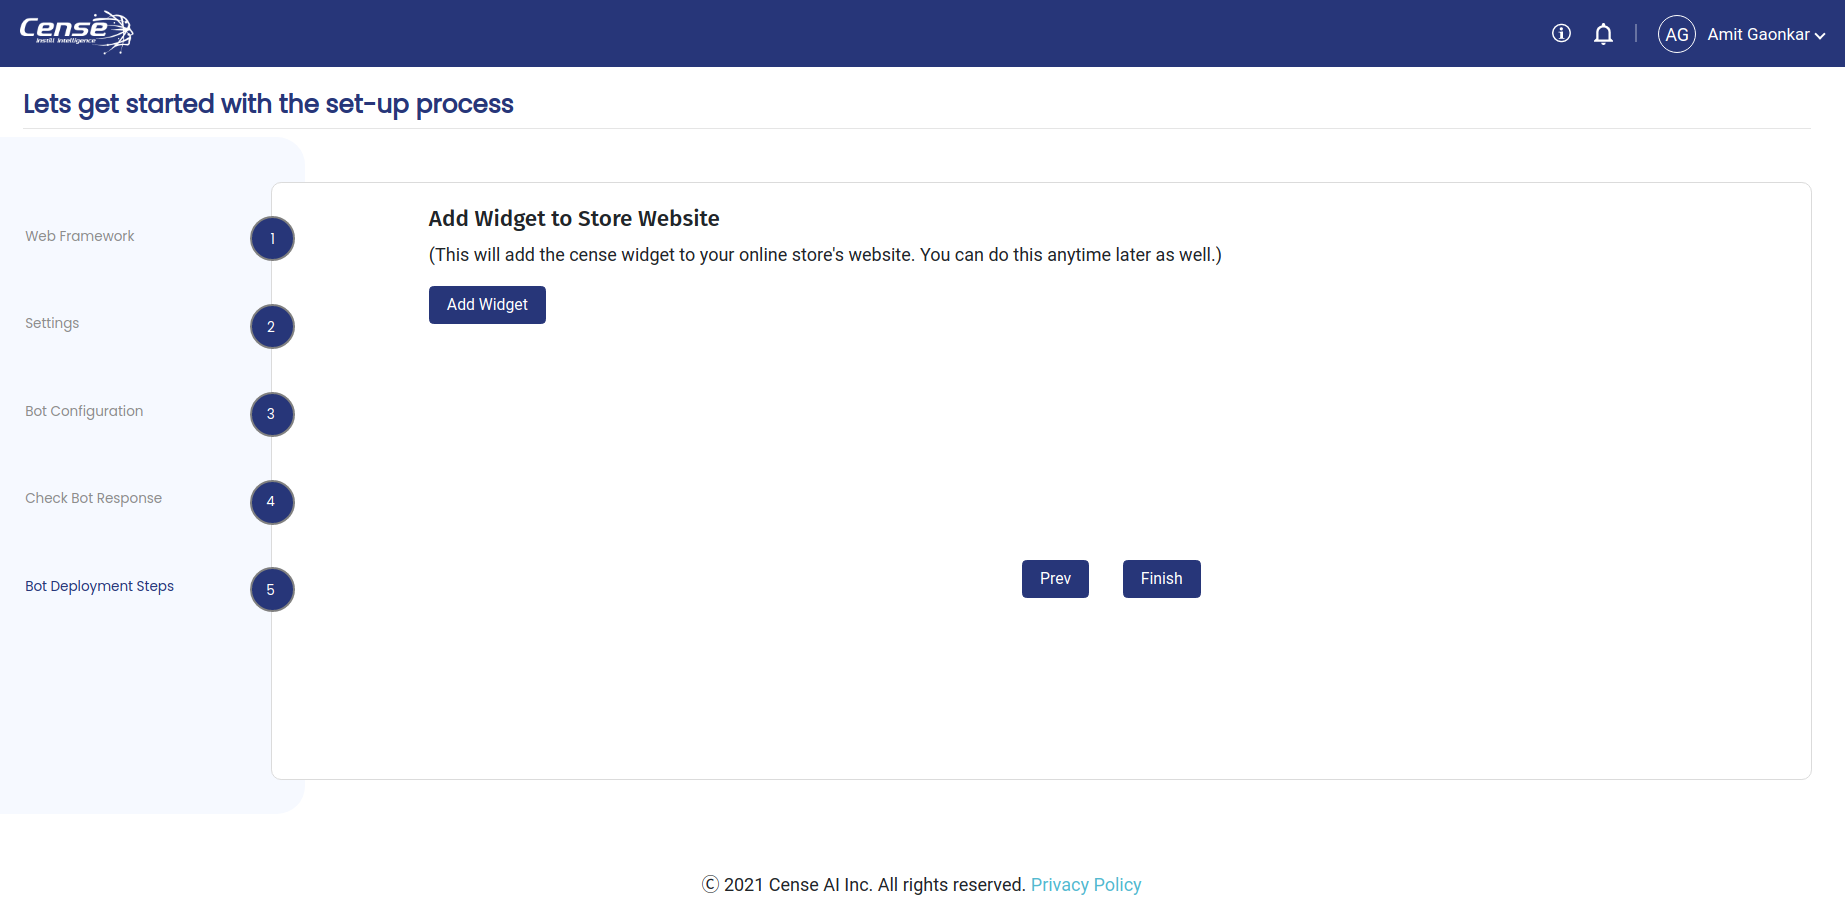 Cense
Instill Intelligence
AG
Amit Gaonkar
Lets get started with the set-up process
Web Framework
1
Settings
2
Bot Configuration
3
Check Bot Response
4
Bot Deployment Steps
5
Add Widget to Store Website
(This will add the cense widget to your online store's website. You can do this anytime later as well.)
Add Widget
Prev
Finish
Ⓒ 2021 Cense AI Inc. All rights reserved. Privacy Policy